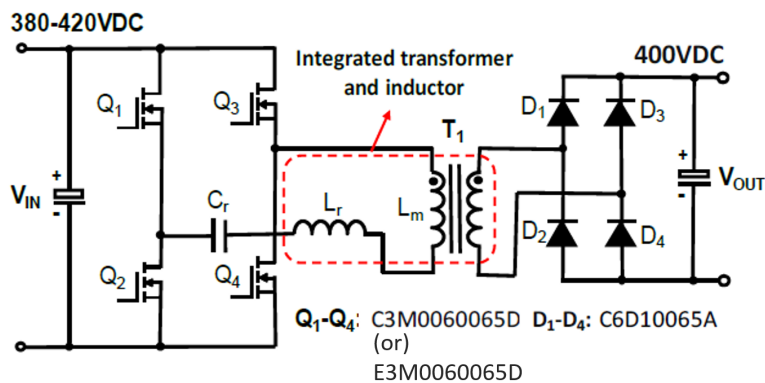 380-420VDC
Integrated transformer
and inductor
400VDC
Q1
Q3
T1
D1
D3
+
VIN
-
Cr
Lr
Lm
+
VOUT
-
D2
D4
Q2
Q4
Q1-Q4: C3M0060065D D1-D4: C6D10065A
(or)
E3M0060065D